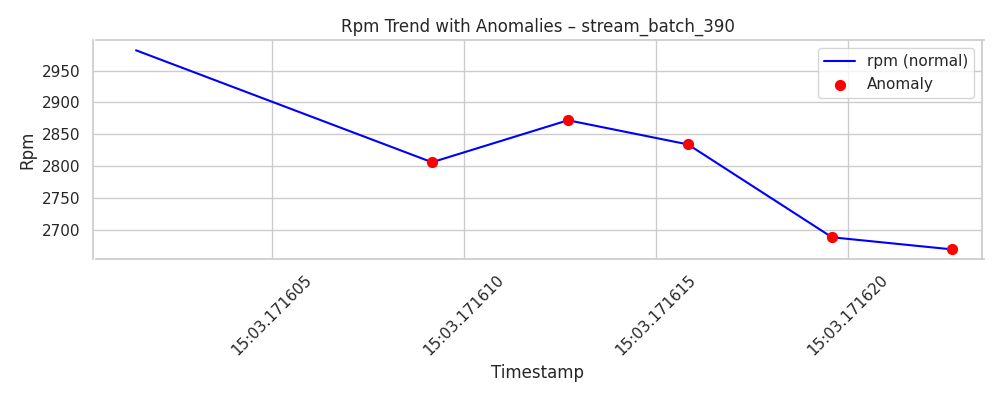 Rpm Trend with Anomalies – stream_batch_390
rpm (normal)
Anomaly
Rpm
2950
2900
2850
2800
2750
2700
15:03.171605
15:03.171610
15:03.171615
15:03.171620
Timestamp